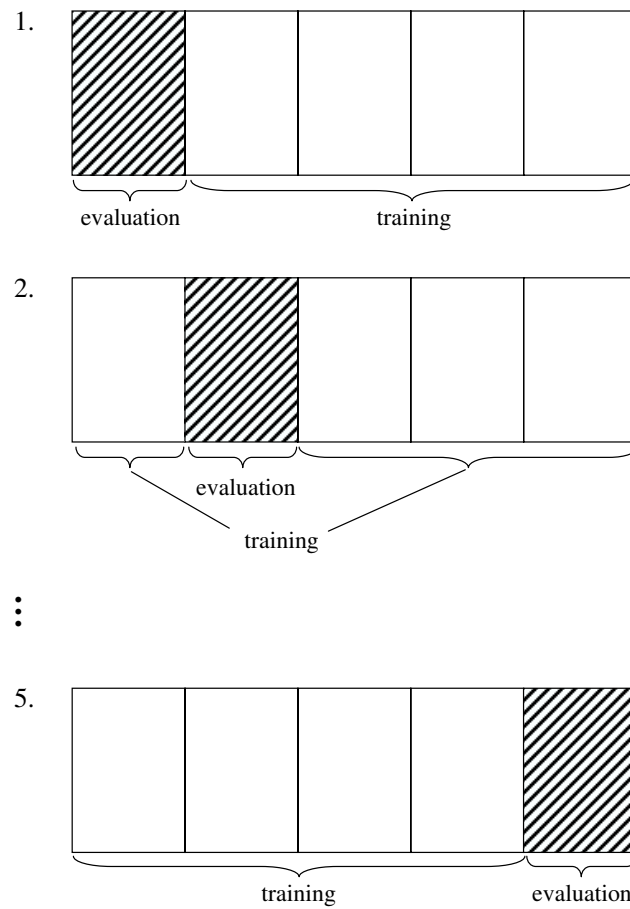 1.
evaluation training
2.
evaluation
training
5.
training evaluation